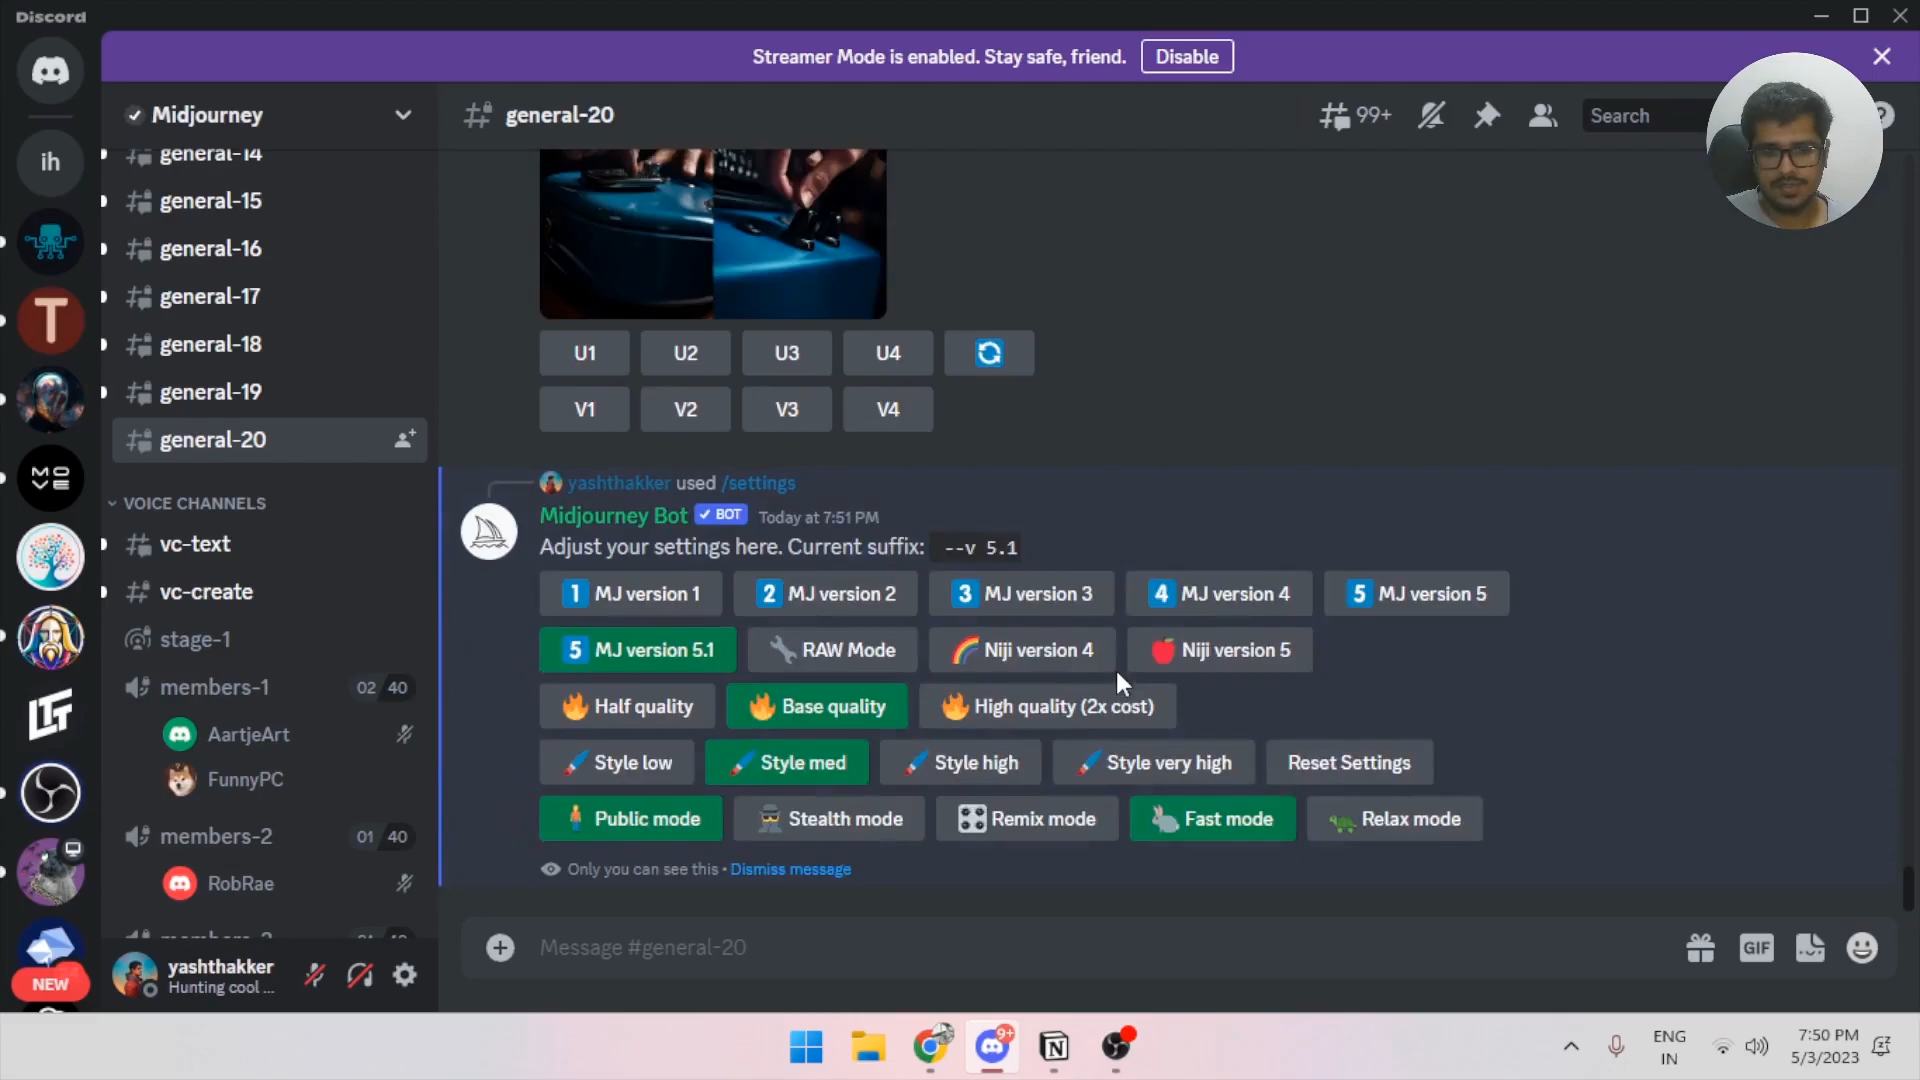 Discord
Streamer Mode is enabled. Stay safe, friend. Disable
ih
T
MO
VE
LTT
NEW
Midjourney
general-14
general-15
general-16
general-17
general-18
general-19
general-20
VOICE CHANNELS
vc-text
vc-create
stage-1
members-1 02 40
AartjeArt
FunnyPC
members-2 01 40
RobRae
yashthakker
Hunting cool ...
general-20
99+
Search
U1 U2 U3 U4
V1 V2 V3 V4
yashthakker used /settings
Midjourney Bot BOT Today at 7:51 PM
Adjust your settings here. Current suffix: --v 5.1
1 MJ version 1 2 MJ version 2 3 MJ version 3 4 MJ version 4 5 MJ version 5
5 MJ version 5.1 RAW Mode Niji version 4 Niji version 5
Half quality Base quality High quality (2x cost)
Style low Style med Style high Style very high Reset Settings
Public mode Stealth mode Remix mode Fast mode Relax mode
Only you can see this • Dismiss message
Message #general-20
GIF
9+
ENG
IN
7:50 PM
5/3/2023